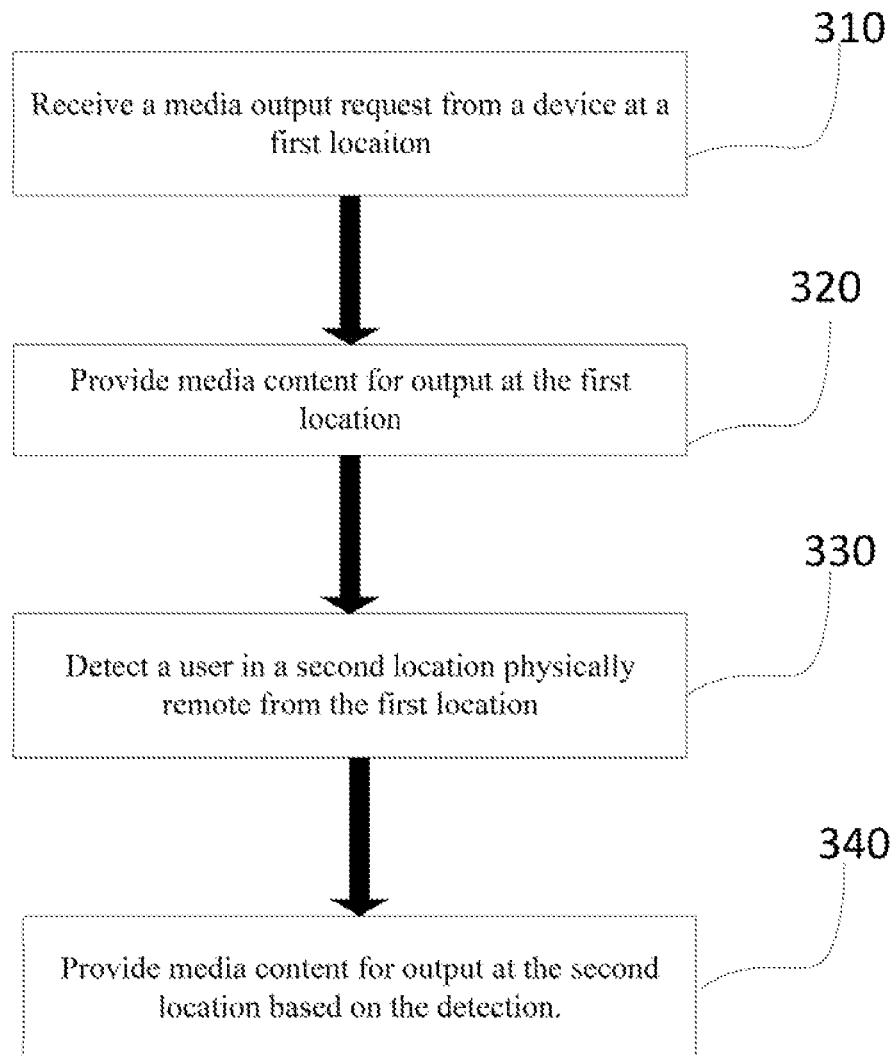 310
Receive a media output request from a device at a
first locaiton
320
Provide media content for output at the first
location
330
Detect a user in a second location physically
remote from the first location
340
Provide media content for output at the second
location based on the detection.